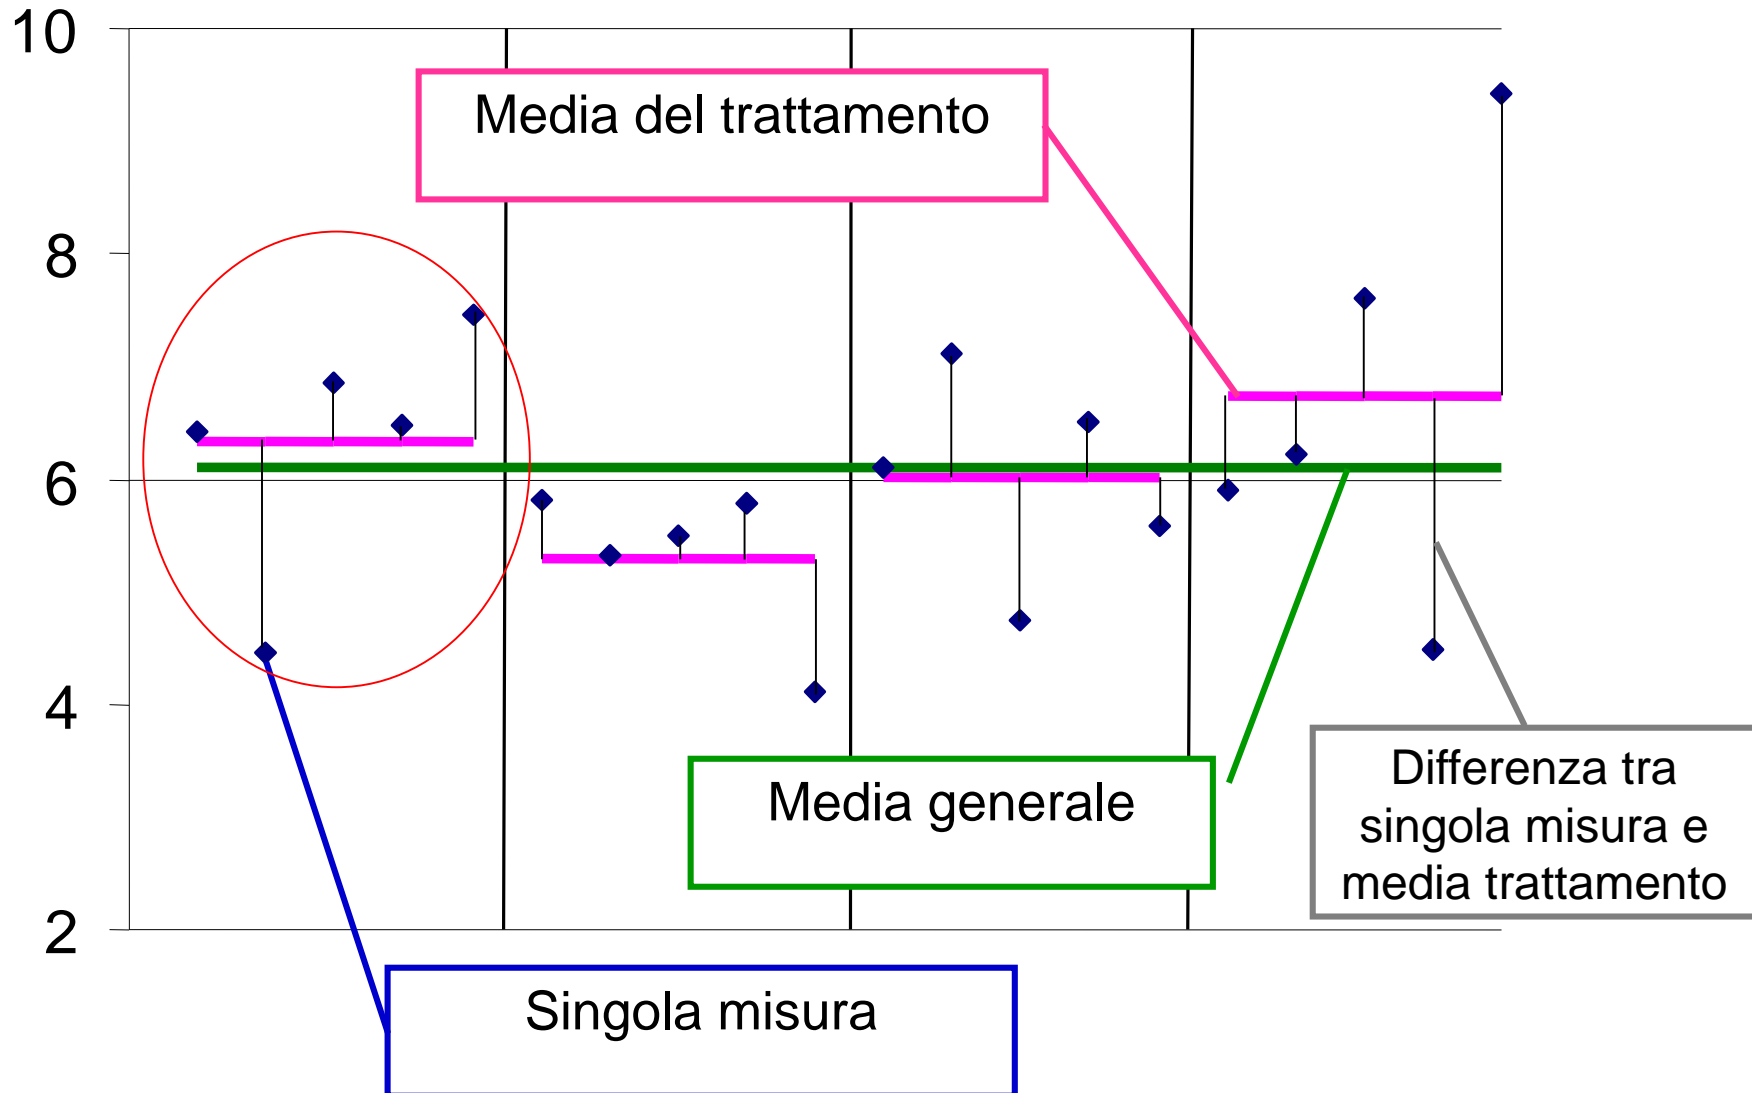 10
Media del trattamento
8
6
4
Media generale
Differenza tra
singola misura e
media trattamento
2
Singola misura